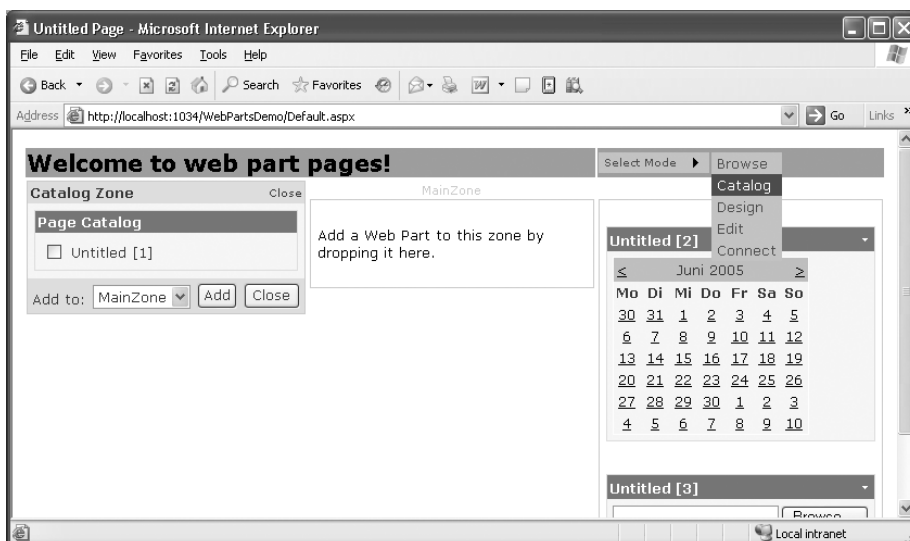 Untitled Page - Microsoft Internet Explorer
File Edit View Favorites Tools Help
Back Search Favorites
Address http://localhost:1034/WebPartsDemo/Default.aspx Go Links »
Welcome to web part pages!
Select Mode
Browse
Catalog
Design
Edit
Connect
Catalog Zone Close
Page Catalog
Untitled [1]
Add to: MainZone Add Close
MainZone
Add a Web Part to this zone by
dropping it here.
Untitled [2]
< Juni 2005 >
Mo Di Mi Do Fr Sa So
30 31 1 2 3 4 5
6 7 8 9 10 11 12
13 14 15 16 17 18 19
20 21 22 23 24 25 26
27 28 29 30 1 2 3
4 5 6 7 8 9 10
Untitled [3]
Browse...
Local intranet